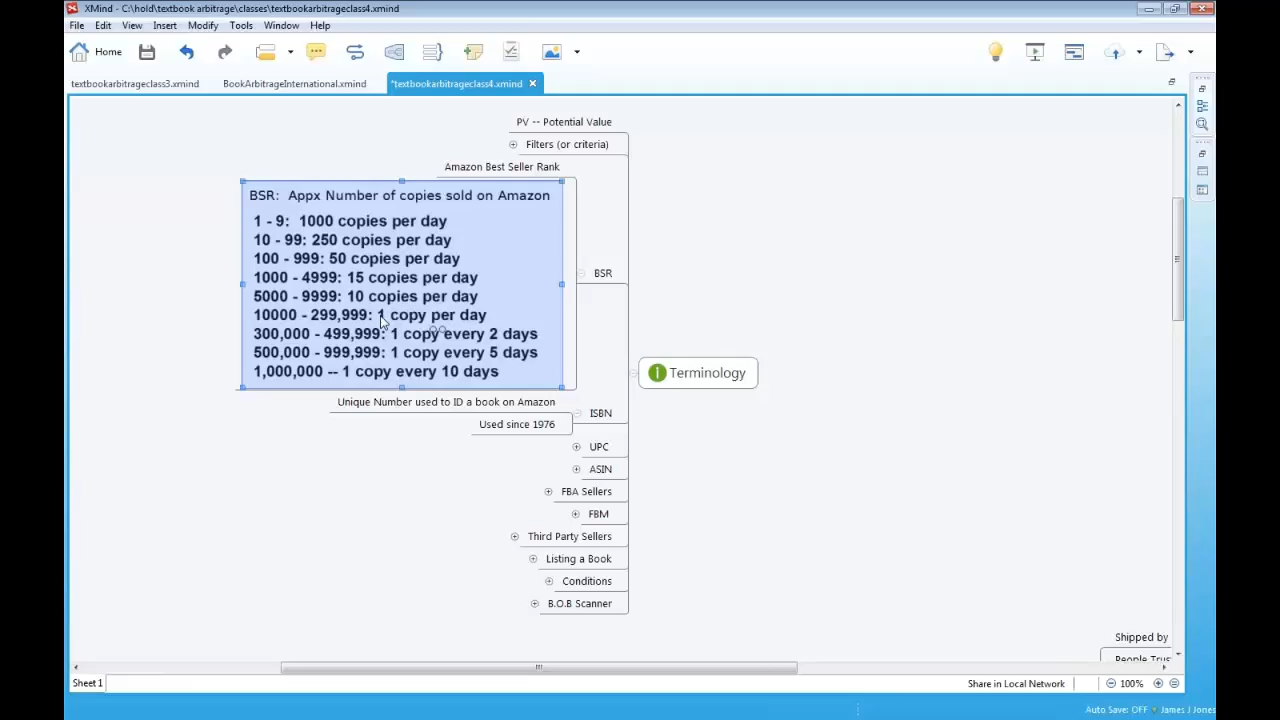 XMind - C:\hold\textbook arbitrage\classes\textbookarbitrageclass4.xmind
File Edit View Insert Modify Tools Window Help
Home
textbookarbitrageclass3.xmind BookArbitrageInternational.xmind *textbookarbitrageclass4.xmind
PV -- Potential Value
Filters (or criteria)
Amazon Best Seller Rank
BSR: Appx Number of copies sold on Amazon
1 - 9: 1000 copies per day
10 - 99: 250 copies per day
100 - 999: 50 copies per day
1000 - 4999: 15 copies per day
5000 - 9999: 10 copies per day
10000 - 299,999: 1 copy per day
300,000 - 499,999: 1 copy every 2 days
500,000 - 999,999: 1 copy every 5 days
1,000,000 -- 1 copy every 10 days
BSR
Terminology
Unique Number used to ID a book on Amazon
ISBN
Used since 1976
UPC
ASIN
FBA Sellers
FBM
Third Party Sellers
Listing a Book
Conditions
B.O.B Scanner
Shipped by
People Trus
Sheet 1
Share in Local Network
100%
Auto Save: OFF
James J Jones